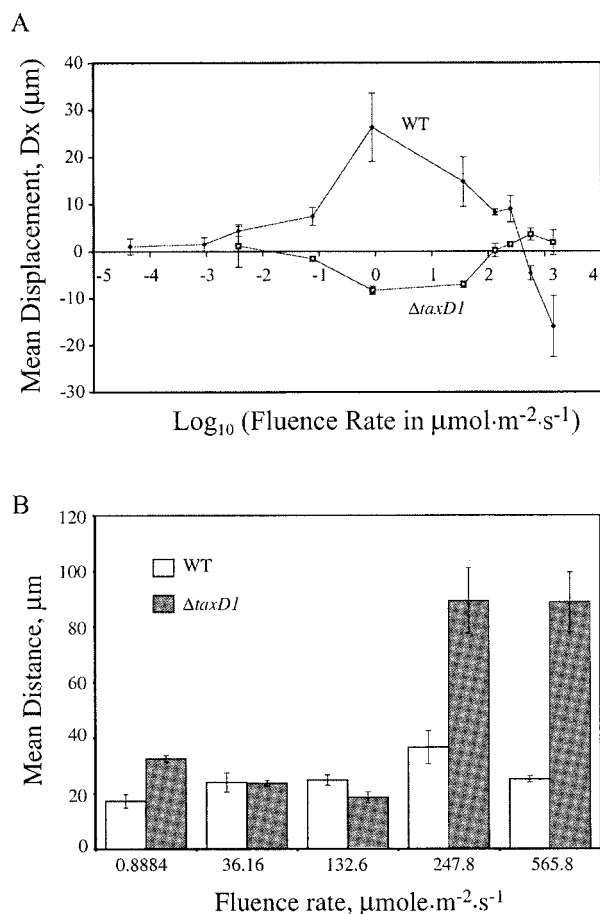 A
Mean Displacement, Dx (μm)
40
30
20
10
0
-10
-20
-30
-5 -4 -3 -2 -1 0 1 2 3 4
WT
ΔtaxD1
Log₁₀ (Fluence Rate in μmol·m⁻²·s⁻¹)
B
Mean Distance, μm
120
100
80
60
40
20
0
WT
ΔtaxD1
0.8884 36.16 132.6 247.8 565.8
Fluence rate, μmole·m⁻²·s⁻¹